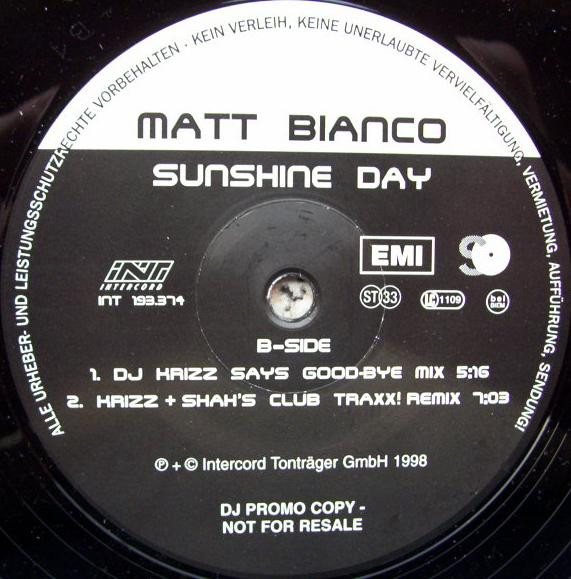 ALLE URHEBER- UND LEISTUNGSSCHUTZRECHTE VORBEHALTEN · KEIN VERLEIH, KEINE UNERLAUBTE VERVIELFÄLTIGUNG, VERMIETUNG, AUFFÜHRUNG, SENDUNG!
MATT BIANCO
SUNSHINE DAY
INT
INTERCORD
INT 193.374
EMI
ST 33
LC 1109
bel
BIEM
B-SIDE
1. DJ KRIZZ SAYS GOOD-BYE MIX 5:16
2. KRIZZ + SHAH'S CLUB TRAXX! REMIX 7:03
℗ + © Intercord Tonträger GmbH 1998
DJ PROMO COPY -
NOT FOR RESALE